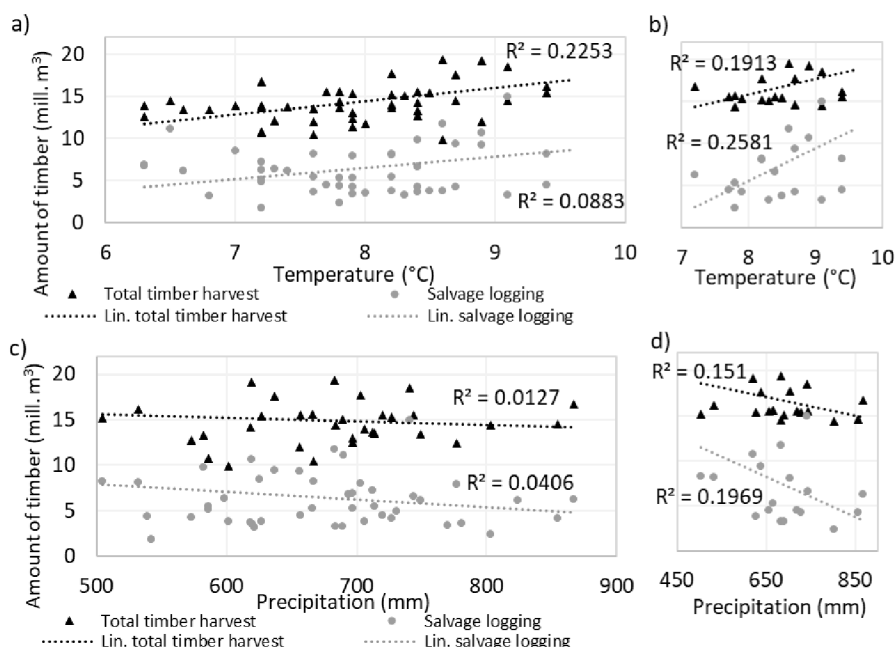 a)
b)
Amount of timber (mill. m³)
20
15
10
5
0
R² = 0.2253
R² = 0.0883
6 7 8 9 10
Temperature (°C)
R² = 0.1913
R² = 0.2581
7 8 9 10
Temperature (°C)
Total timber harvest
Salvage logging
Lin. total timber harvest
Lin. salvage logging
c)
d)
Amount of timber (mill. m³)
20
15
10
5
0
R² = 0.0127
R² = 0.0406
500 600 700 800 900
Precipitation (mm)
R² = 0.151
R² = 0.1969
450 650 850
Precipitation (mm)
Total timber harvest
Salvage logging
Lin. total timber harvest
Lin. salvage logging